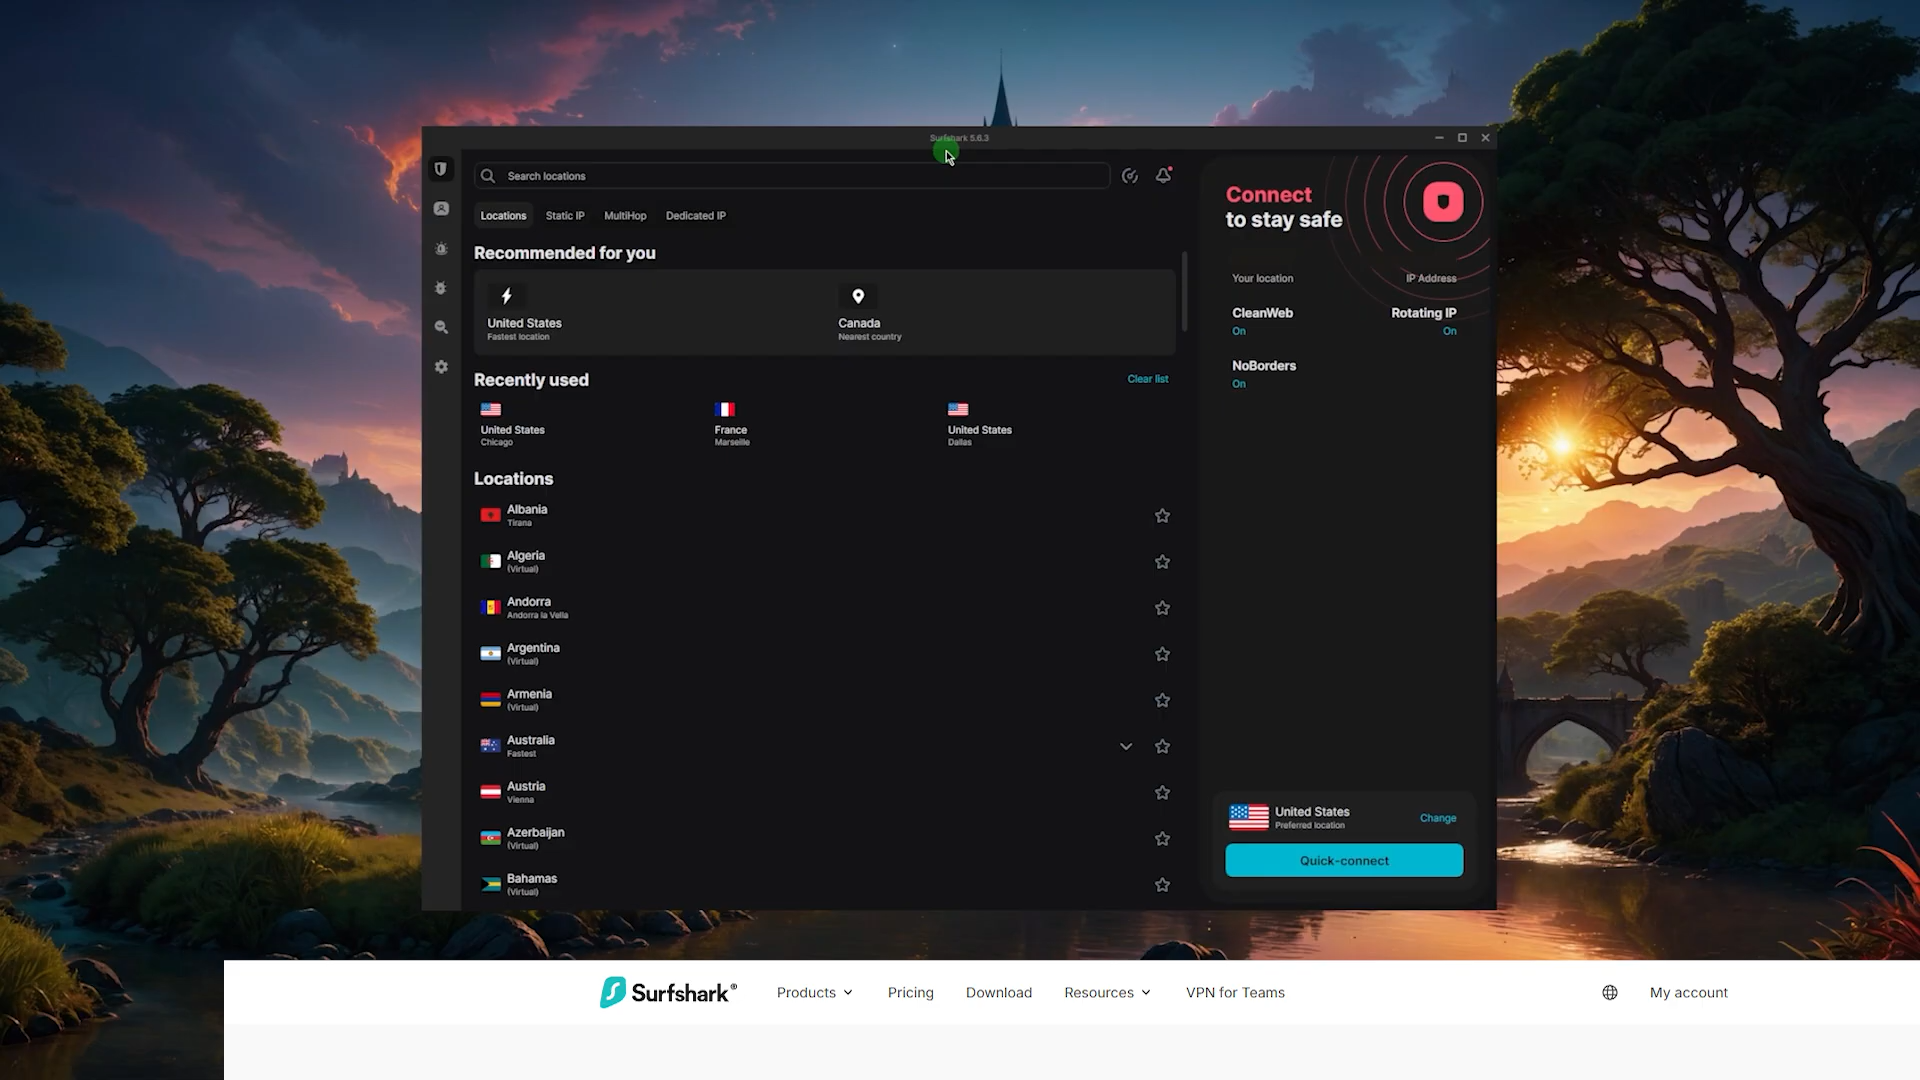 Surfshark 5.6.3
Search locations
Locations
Static IP
MultiHop
Dedicated IP
Recommended for you
United States
Fastest location
Canada
Nearest country
Recently used
Clear list
United States
Chicago
France
Marseille
United States
Dallas
Locations
Albania
Tirana
Algeria
(Virtual)
Andorra
Andorra la Vella
Argentina
(Virtual)
Armenia
(Virtual)
Australia
Fastest
Austria
Vienna
Azerbaijan
(Virtual)
Bahamas
(Virtual)
Connect
to stay safe
Your location
IP Address
CleanWeb
On
Rotating IP
On
NoBorders
On
United States
Preferred location
Change
Quick-connect
Surfshark®
Products
Pricing
Download
Resources
VPN for Teams
My account